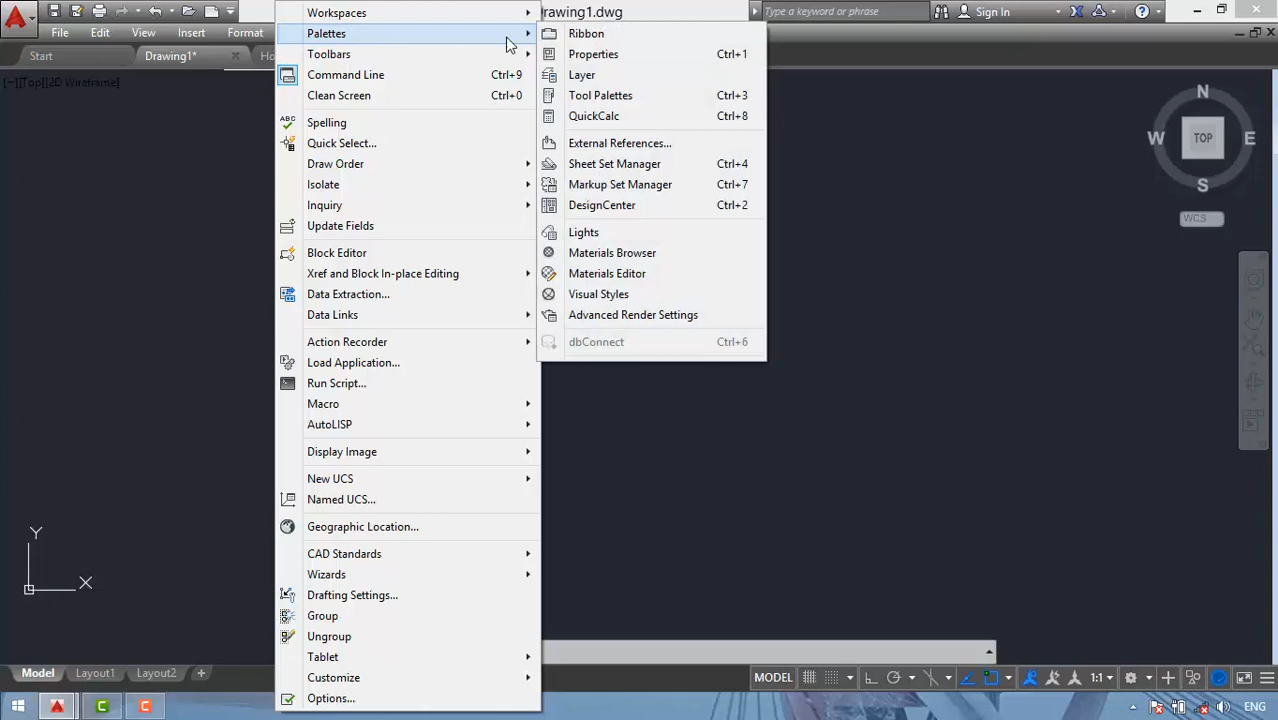 rawing1.dwg
Type a keyword or phrase
Sign In
File Edit View Insert Format
Start
Drawing1*
Ho
[−][Top][2D Wireframe]
Workspaces
Palettes
Toolbars
Command Line Ctrl+9
Clean Screen Ctrl+0
ABC
Spelling
Quick Select...
Draw Order
Isolate
Inquiry
Update Fields
Block Editor
Xref and Block In-place Editing
Data Extraction...
Data Links
Action Recorder
Load Application...
Run Script...
Macro
AutoLISP
Display Image
New UCS
Named UCS...
Geographic Location...
CAD Standards
Wizards
Drafting Settings...
Group
Ungroup
Tablet
Customize
Options...
Ribbon
Properties Ctrl+1
Layer
Tool Palettes Ctrl+3
QuickCalc Ctrl+8
External References...
Sheet Set Manager Ctrl+4
Markup Set Manager Ctrl+7
DesignCenter Ctrl+2
Lights
Materials Browser
Materials Editor
Visual Styles
Advanced Render Settings
dbConnect Ctrl+6
N
W TOP E
S
WCS
Y
X
Model Layout1 Layout2 +
MODEL
1:1
ENG